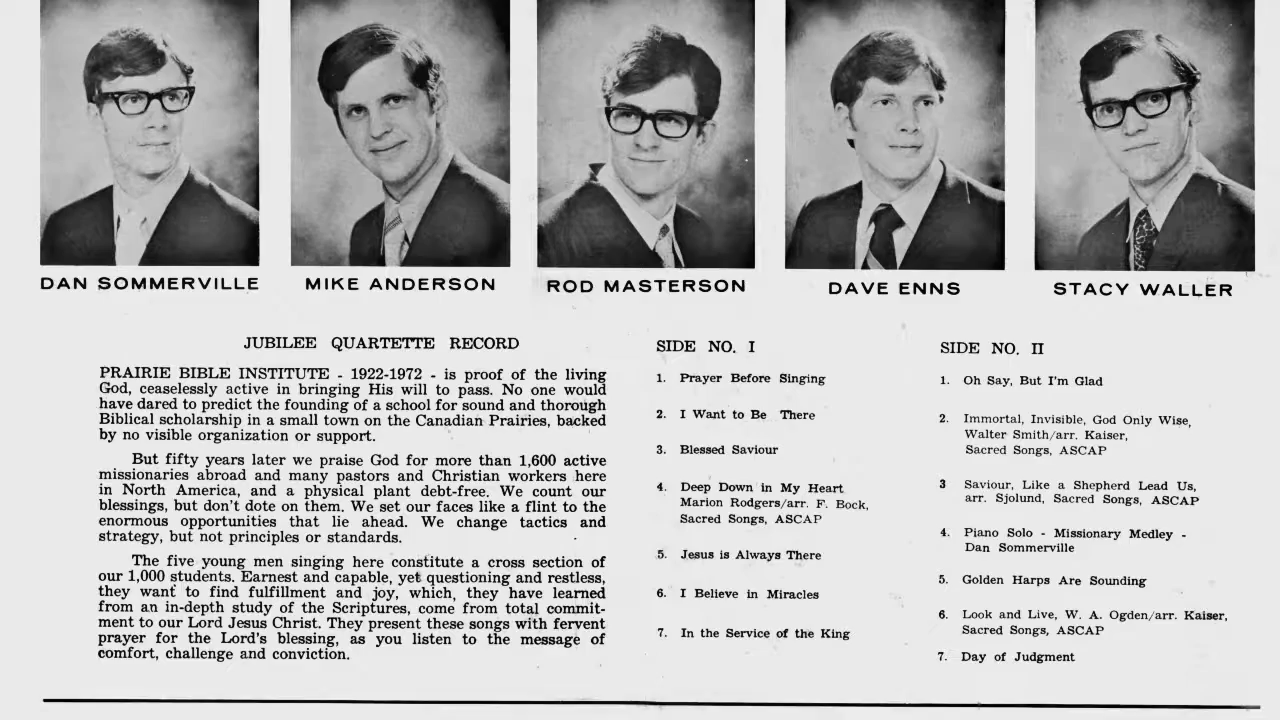 DAN SOMMERVILLE
MIKE ANDERSON
ROD MASTERSON
DAVE ENNS
STACY WALLER
JUBILEE QUARTETTE RECORD
PRAIRIE BIBLE INSTITUTE - 1922-1972 - is proof of the living
God, ceaselessly active in bringing His will to pass. No one would
have dared to predict the founding of a school for sound and thorough
Biblical scholarship in a small town on the Canadian Prairies, backed
by no visible organization or support.
But fifty years later we praise God for more than 1,600 active
missionaries abroad and many pastors and Christian workers here
in North America, and a physical plant debt-free. We count our
blessings, but don't dote on them. We set our faces like a flint to the
enormous opportunities that lie ahead. We change tactics and
strategy, but not principles or standards.
The five young men singing here constitute a cross section of
our 1,000 students. Earnest and capable, yet questioning and restless,
they want to find fulfillment and joy, which, they have learned
from an in-depth study of the Scriptures, come from total commit-
ment to our Lord Jesus Christ. They present these songs with fervent
prayer for the Lord's blessing, as you listen to the message of
comfort, challenge and conviction.
SIDE NO. I
1. Prayer Before Singing
2. I Want to Be There
3. Blessed Saviour
4. Deep Down in My Heart
Marion Rodgers/arr. F. Bock,
Sacred Songs, ASCAP
5. Jesus is Always There
6. I Believe in Miracles
7. In the Service of the King
SIDE NO. II
1. Oh Say, But I'm Glad
2. Immortal, Invisible, God Only Wise,
Walter Smith/arr. Kaiser,
Sacred Songs, ASCAP
3 Saviour, Like a Shepherd Lead Us,
arr. Sjolund, Sacred Songs, ASCAP
4. Piano Solo - Missionary Medley -
Dan Sommerville
5. Golden Harps Are Sounding
6. Look and Live, W. A. Ogden/arr. Kaiser,
Sacred Songs, ASCAP
7. Day of Judgment